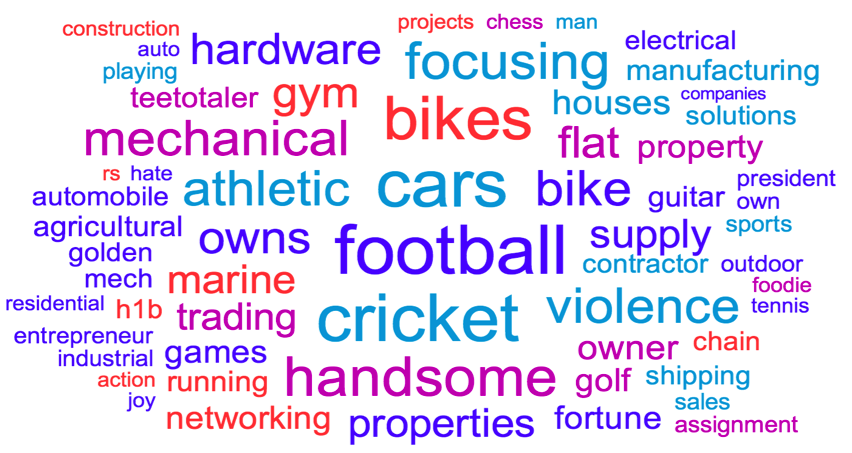 construction
projects
chess
man
auto
hardware
focusing
electrical
playing
manufacturing
teetotaler
gym
bikes
houses
companies
solutions
mechanical
flat
property
rs
hate
automobile
athletic
cars
bike
guitar
president
own
agricultural
owns
football
supply
sports
golden
mech
marine
contractor
outdoor
foodie
residential
h1b
trading
cricket
violence
tennis
entrepreneur
industrial
games
owner
chain
action
running
handsome
golf
shipping
joy
networking
properties
fortune
sales
assignment